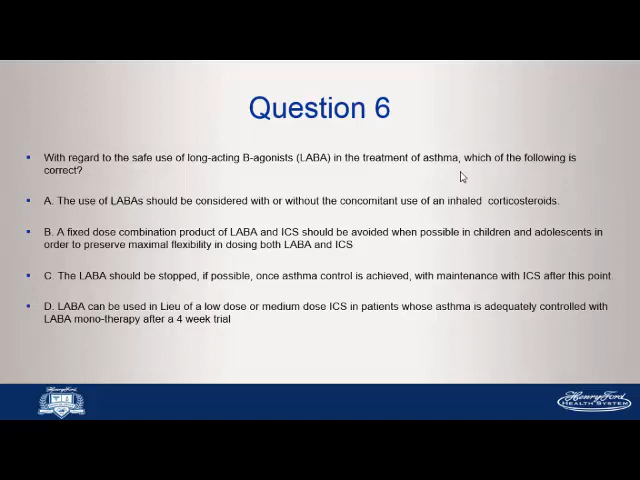 Question 6
With regard to the safe use of long-acting B-agonists (LABA) in the treatment of asthma, which of the following is
correct?
A. The use of LABAs should be considered with or without the concomitant use of an inhaled corticosteroids.
B. A fixed dose combination product of LABA and ICS should be avoided when possible in children and adolescents in
order to preserve maximal flexibility in dosing both LABA and ICS
C. The LABA should be stopped, if possible, once asthma control is achieved, with maintenance with ICS after this point.
D. LABA can be used in Lieu of a low dose or medium dose ICS in patients whose asthma is adequately controlled with
LABA mono-therapy after a 4 week trial
Henry Ford
Henry Ford
HEALTH SYSTEM